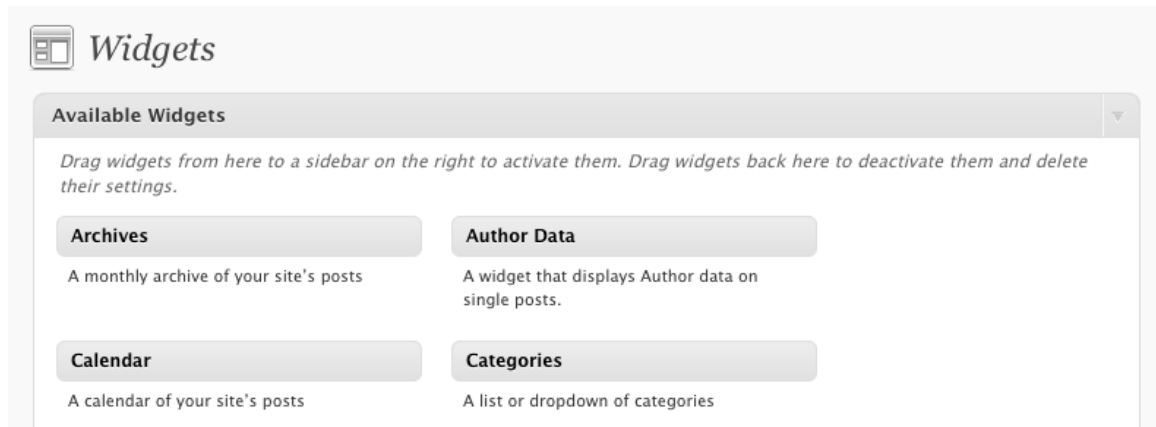 Widgets
Available Widgets
Drag widgets from here to a sidebar on the right to activate them. Drag widgets back here to deactivate them and delete
their settings.
Archives
Author Data
A monthly archive of your site's posts
A widget that displays Author data on
single posts.
Calendar
Categories
A calendar of your site's posts
A list or dropdown of categories